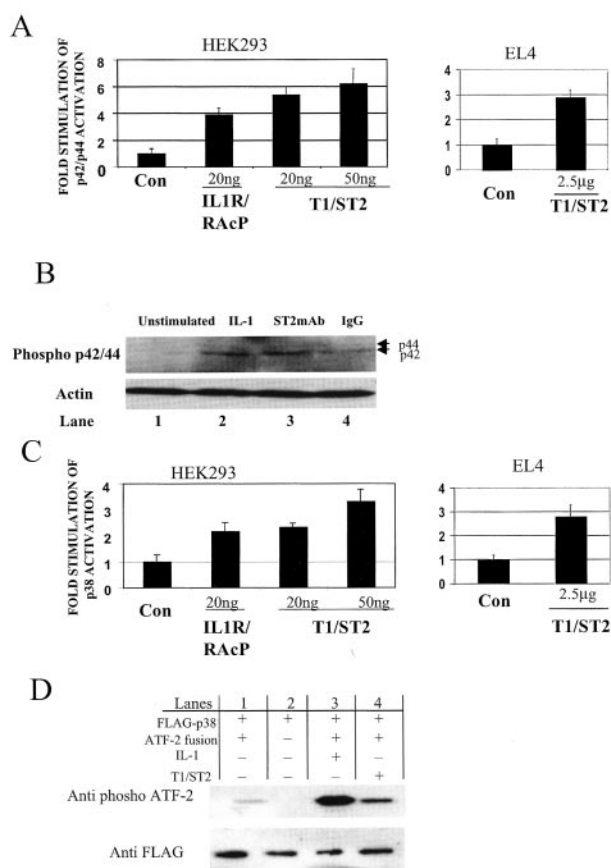 A
HEK293
EL4
FOLD STIMULATION OF
p42/p44 ACTIVATION
8
6
4
2
0
4
3
2
1
0
Con
20ng
20ng
50ng
IL1R/
RAcP
T1/ST2
Con
2.5µg
T1/ST2
B
Unstimulated IL-1 ST2mAb IgG
Phospho p42/44
p44
p42
Actin
Lane 1 2 3 4
C
HEK293
EL4
FOLD STIMULATION OF
p38 ACTIVATION
4
3
2
1
0
4
3
2
1
0
Con
20ng
20ng
50ng
IL1R/
RAcP
T1/ST2
Con
2.5µg
T1/ST2
D
Lanes 1 2 3 4
FLAG-p38 + + + +
ATF-2 fusion + – + +
IL-1 – – + –
T1/ST2 – – – +
Anti phosho ATF-2
Anti FLAG